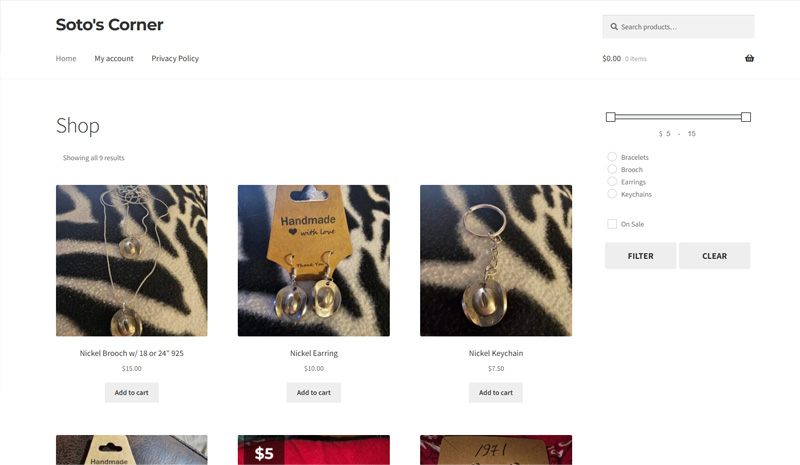 Soto's Corner
Search products…
Home My account Privacy Policy
$0.00 0 items
Shop
$ 5 - 15
Showing all 9 results
Bracelets
Brooch
Earrings
Keychains
On Sale
FILTER CLEAR
Handmade
with love
Thank You
Nickel Brooch w/ 18 or 24" 925
$15.00
Add to cart
Nickel Earring
$10.00
Add to cart
Nickel Keychain
$7.50
Add to cart
Handmade
$5
1971